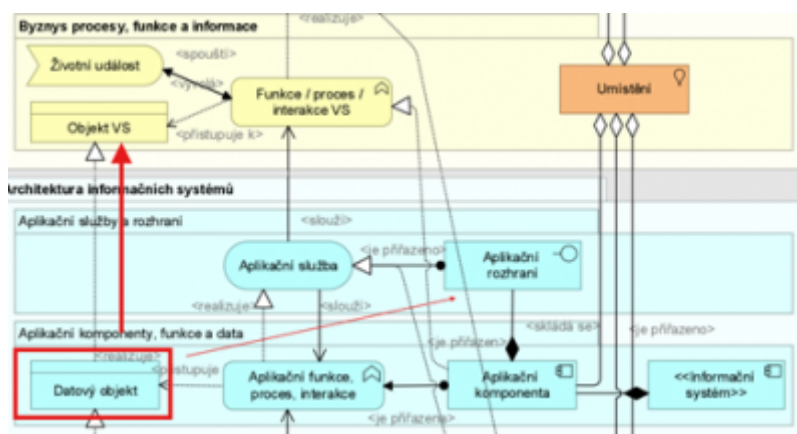 <realizuje>
Byznys procesy, funkce a informace
<spouští>
Životní událost
<vyvolá>
Funkce / proces /
interakce VS
Umístění
Objekt VS
<přistupuje k>
Architektura informačních systémů
Aplikační služby a rozhraní
<slouží>
<je přiřazeno>
Aplikační služba
Aplikační
rozhraní
<realizuje>
<slouží>
Aplikační komponenty, funkce a data
<skládá se>
<je přiřazeno>
<je přiřazen>
<realizuje>
přistupuje
Datový objekt
Aplikační funkce,
proces, interakce
Aplikační
komponenta
<<Informační
systém>>
<je přiřazeno>